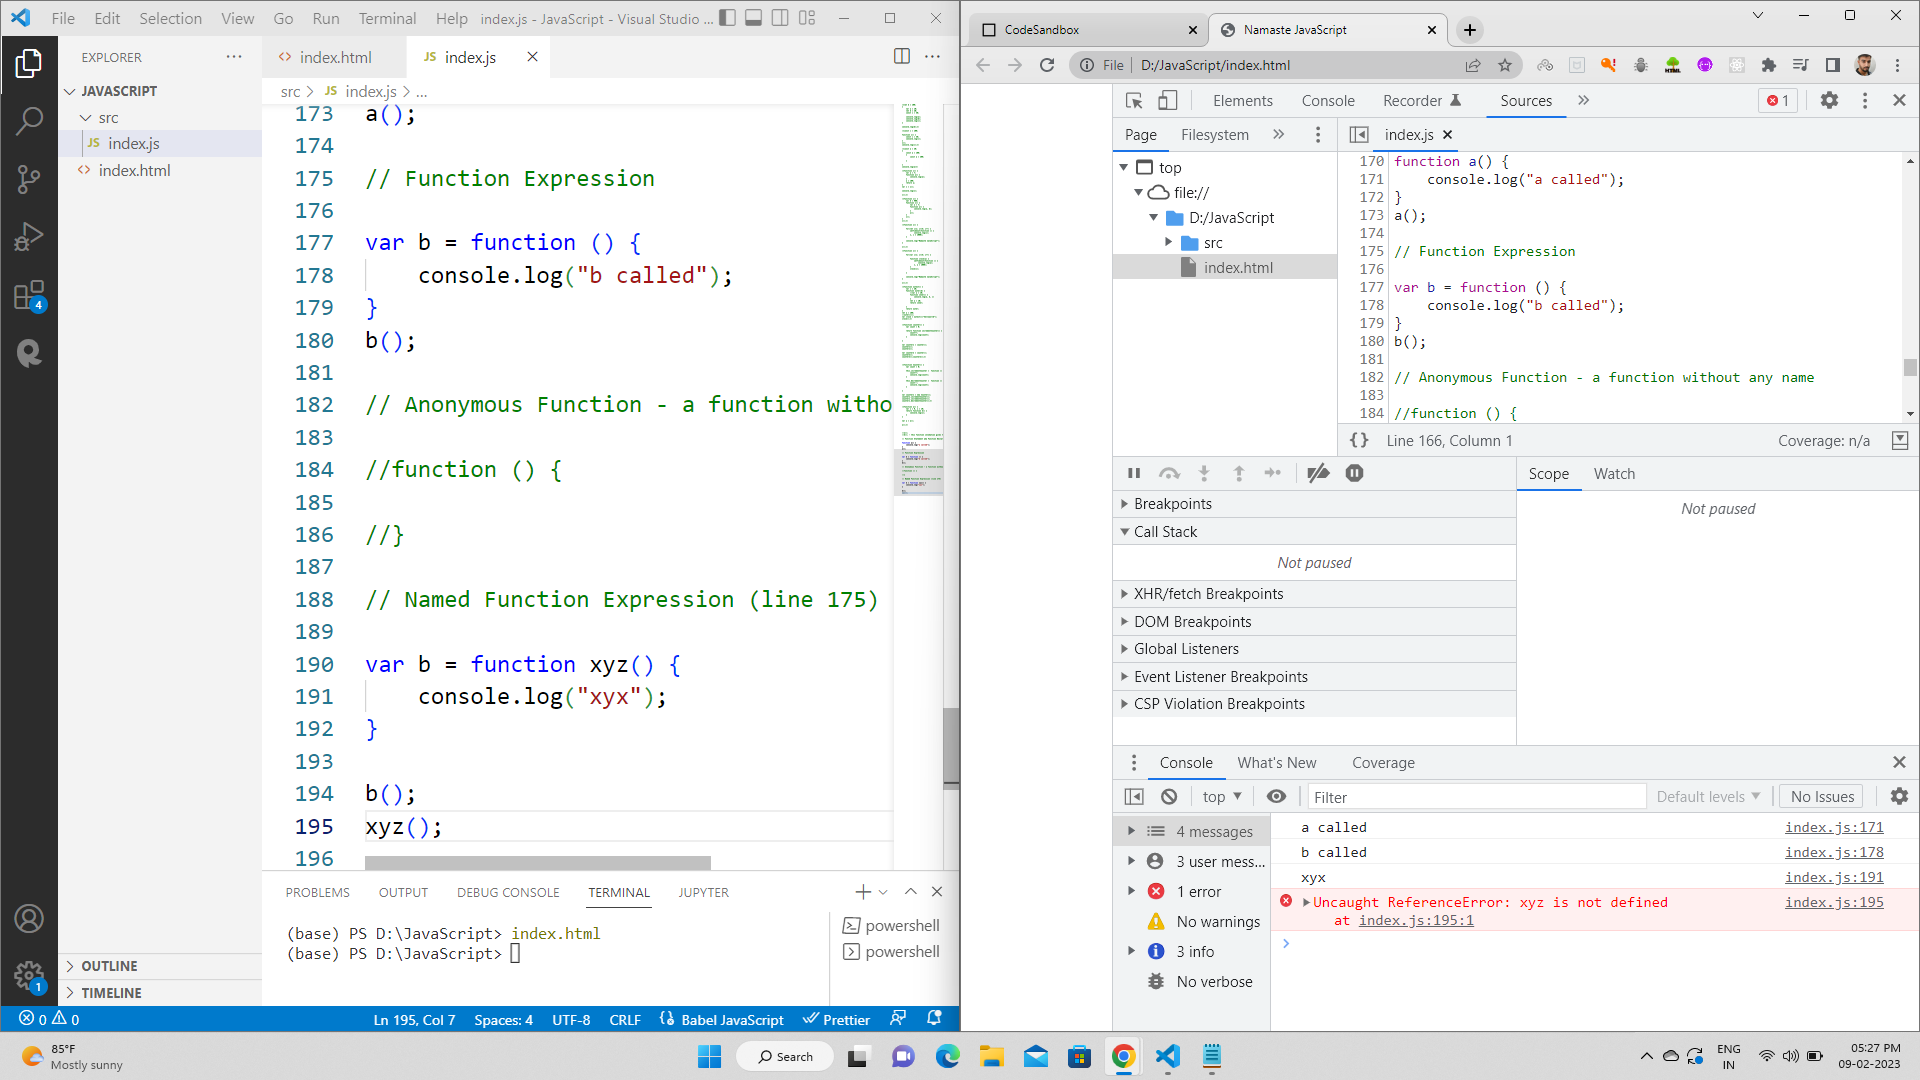 File Edit Selection View Go Run Terminal Help index.js - JavaScript - Visual Studio ...
EXPLORER
JAVASCRIPT
src
JS index.js
index.html
OUTLINE
TIMELINE
4
1
index.html
JS index.js
src > JS index.js > ...
173 a();
174
175 // Function Expression
176
177 var b = function () {
178 console.log("b called");
179 }
180 b();
181
182 // Anonymous Function - a function witho
183
184 //function () {
185
186 //}
187
188 // Named Function Expression (line 175)
189
190 var b = function xyz() {
191 console.log("xyx");
192 }
193
194 b();
195 xyz();
196
PROBLEMS OUTPUT DEBUG CONSOLE TERMINAL JUPYTER
(base) PS D:\JavaScript> index.html
(base) PS D:\JavaScript>
powershell
powershell
0 0 Ln 195, Col 7 Spaces: 4 UTF-8 CRLF Babel JavaScript Prettier
CodeSandbox
Namaste JavaScript
File | D:/JavaScript/index.html
Elements Console Recorder Sources 1
Page Filesystem
top
file://
D:/JavaScript
src
index.html
index.js
170 function a() {
171 console.log("a called");
172 }
173 a();
174
175 // Function Expression
176
177 var b = function () {
178 console.log("b called");
179 }
180 b();
181
182 // Anonymous Function - a function without any name
183
184 //function () {
{} Line 166, Column 1 Coverage: n/a
Breakpoints
Call Stack
Not paused
XHR/fetch Breakpoints
DOM Breakpoints
Global Listeners
Event Listener Breakpoints
CSP Violation Breakpoints
Scope Watch
Not paused
Console What's New Coverage
top Filter Default levels No Issues
4 messages
3 user mess...
1 error
No warnings
3 info
No verbose
a called index.js:171
b called index.js:178
xyx index.js:191
Uncaught ReferenceError: xyz is not defined index.js:195
at index.js:195:1
85°F
Mostly sunny
Search
ENG
IN
05:27 PM
09-02-2023